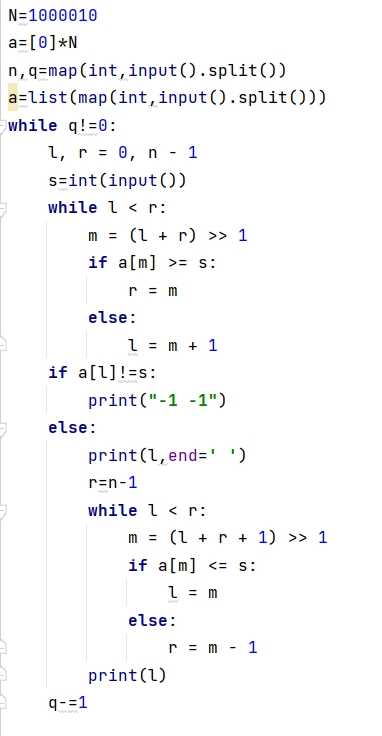 N=1000010
a=[0]*N
n,q=map(int,input().split())
a=list(map(int,input().split()))
while q!=0:
    l, r = 0, n - 1
    s=int(input())
    while l < r:
        m = (l + r) >> 1
        if a[m] >= s:
            r = m
        else:
            l = m + 1
    if a[l]!=s:
        print("-1 -1")
    else:
        print(l,end=' ')
        r=n-1
        while l < r:
            m = (l + r + 1) >> 1
            if a[m] <= s:
                l = m
            else:
                r = m - 1
        print(l)
    q-=1